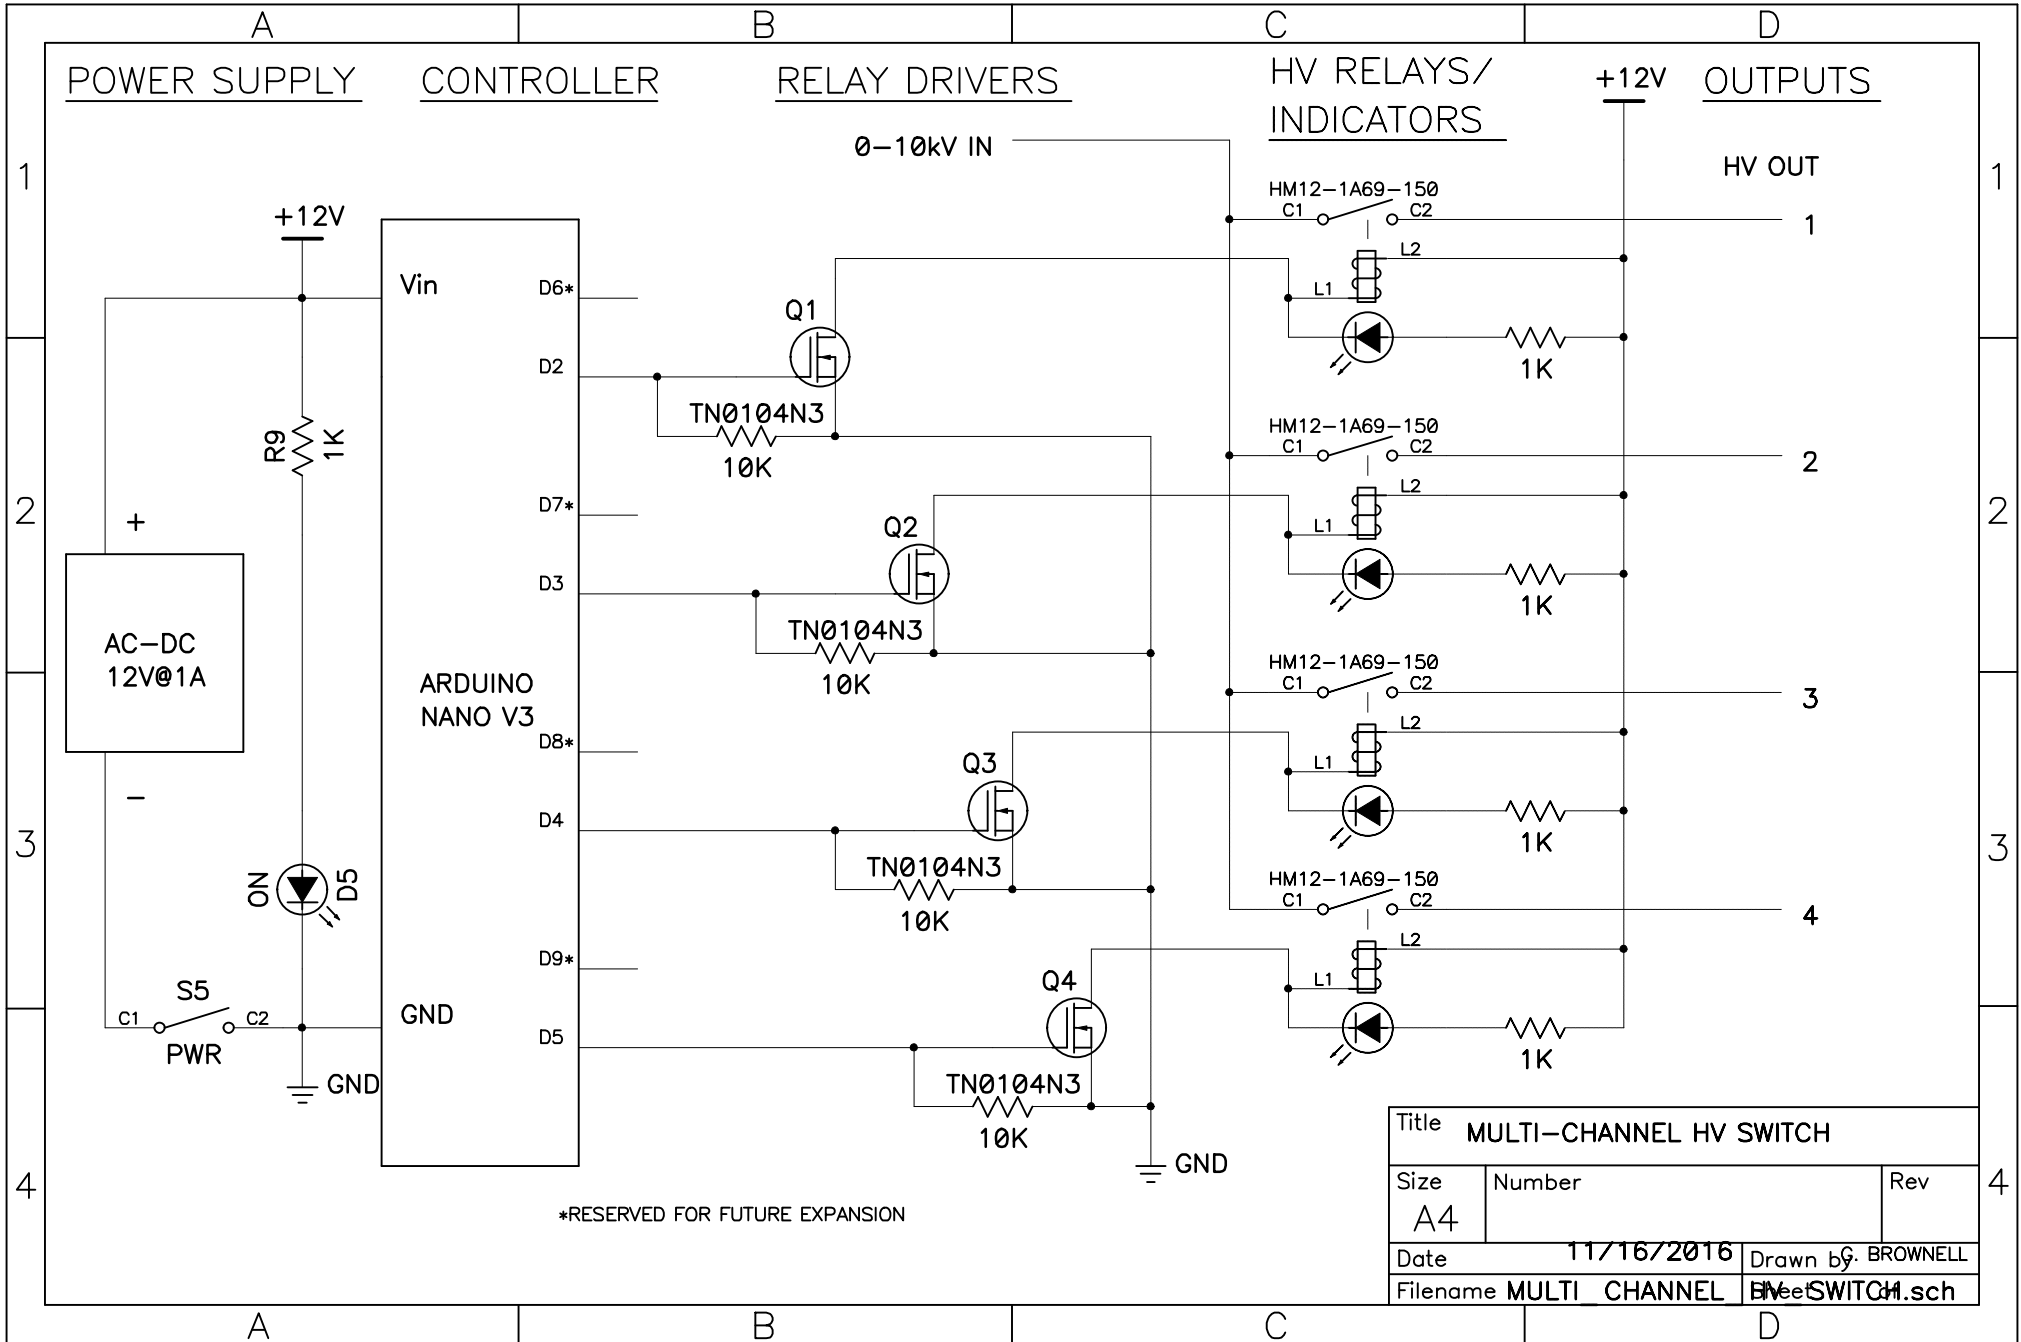 A B C D
POWER SUPPLY
CONTROLLER
RELAY DRIVERS
HV RELAYS/
INDICATORS
+12V
OUTPUTS
0-10kV IN
HV OUT
1
1
HM12-1A69-150
C1 C2
1
L2
L1
1K
+12V
Vin
D6*
Q1
D2
TN0104N3
10K
R9
1K
HM12-1A69-150
C1 C2
2
L2
L1
1K
2
2
+
D7*
Q2
D3
TN0104N3
10K
AC-DC
12V@1A
ARDUINO
NANO V3
HM12-1A69-150
C1 C2
3
L2
L1
1K
-
D8*
Q3
D4
TN0104N3
10K
3
3
ON
D5
HM12-1A69-150
C1 C2
4
L2
L1
1K
D9*
Q4
S5
C1 C2
PWR
GND
D5
TN0104N3
10K
GND
GND
4
4
*RESERVED FOR FUTURE EXPANSION
Title MULTI-CHANNEL HV SWITCH
Size Number Rev
A4
Date 11/16/2016 Drawn by G. BROWNELL
Filename MULTI_CHANNEL_HV_SWITCH.sch
Sheet of
A B C D